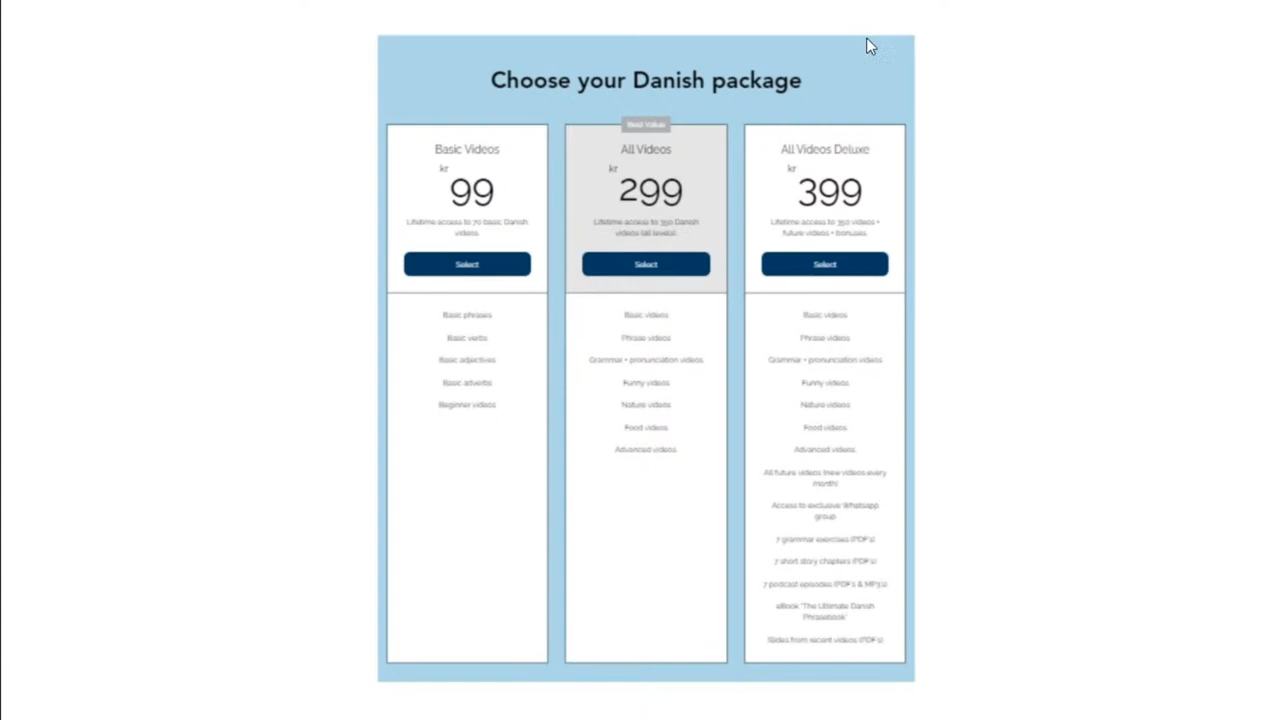 Choose your Danish package
Basic Videos
kr
99
Lifetime access to 70 basic Danish
videos.
Select
Basic phrases
Basic verbs
Basic adjectives
Basic adverbs
Beginner videos
Best Value
All Videos
kr
299
Lifetime access to 350 Danish
videos (all levels).
Select
Basic videos
Phrase videos
Grammar + pronunciation videos
Funny videos
Nature videos
Food videos
Advanced videos
All Videos Deluxe
kr
399
Lifetime access to 350 videos +
future videos + bonuses.
Select
Basic videos
Phrase videos
Grammar + pronunciation videos
Funny videos
Nature videos
Food videos
Advanced videos
All future videos (new videos every
month)
Access to exclusive Whatsapp
group
7 grammar exercises (PDF's)
7 short story chapters (PDF's)
7 podcast episodes (PDF's & MP3's)
eBook 'The Ultimate Danish
Phrasebook'
Slides from recent videos (PDF's)